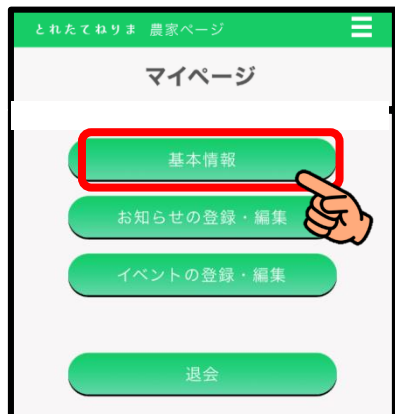 とれたてねりま 農家ページ
マイページ
基本情報
お知らせの登録・編集
イベントの登録・編集
退会